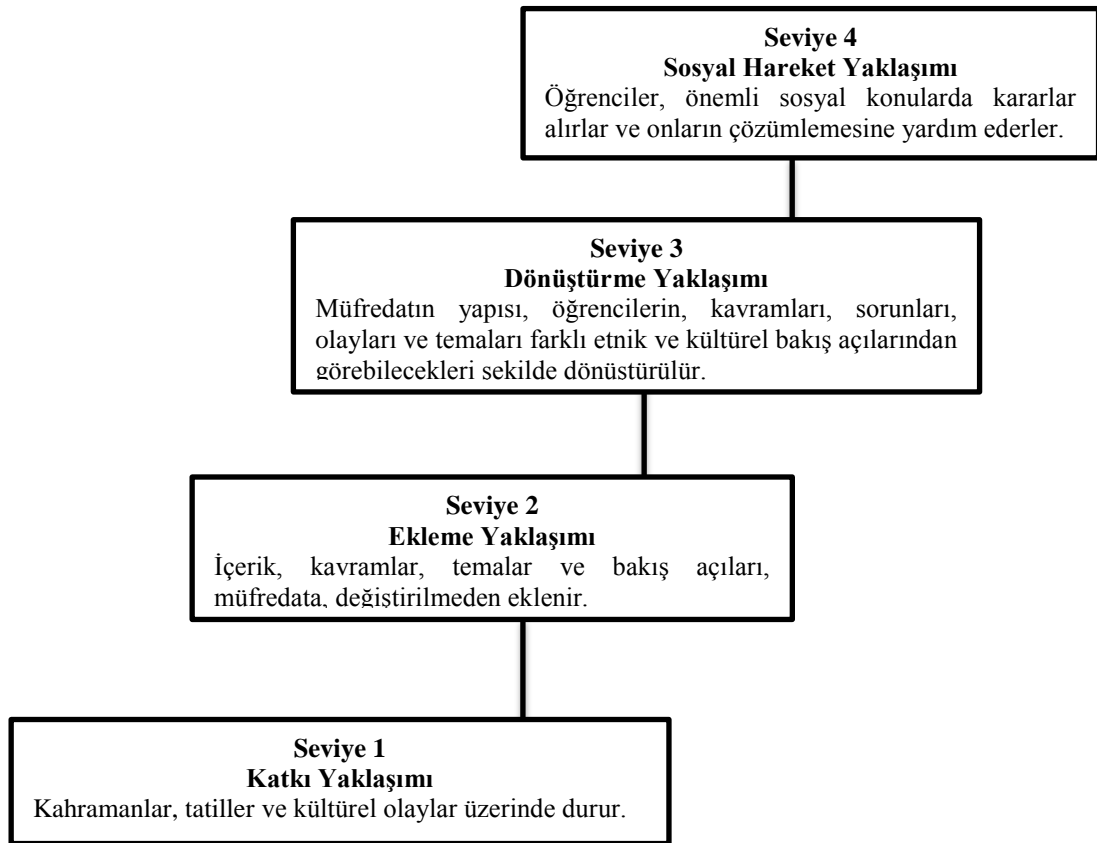 Seviye 4
Sosyal Hareket Yaklaşımı
Öğrenciler, önemli sosyal konularda kararlar
alırlar ve onların çözümlemesine yardım ederler.
Seviye 3
Dönüştürme Yaklaşımı
Müfredatın yapısı, öğrencilerin, kavramları, sorunları,
olayları ve temaları farklı etnik ve kültürel bakış açılarından
görebilecekleri şekilde dönüştürülür.
Seviye 2
Ekleme Yaklaşımı
İçerik, kavramlar, temalar ve bakış açıları,
müfredata, değiştirilmeden eklenir.
Seviye 1
Katkı Yaklaşımı
Kahramanlar, tatiller ve kültürel olaylar üzerinde durur.